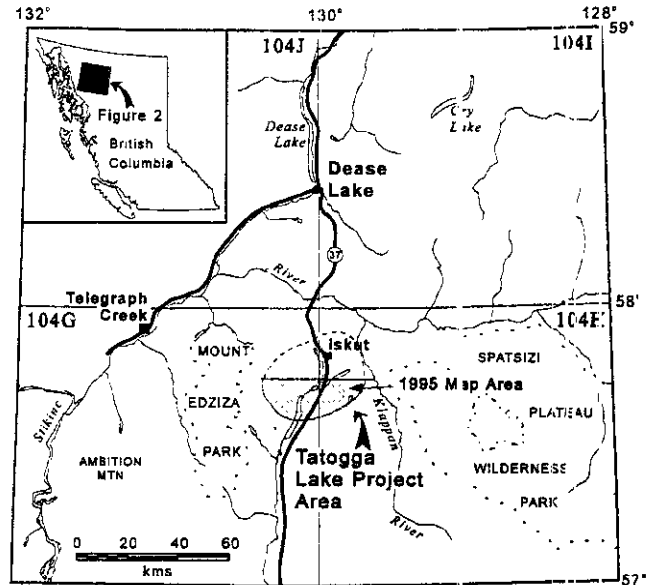 132°
130°
128°
59°
104J
104I
Figure 2
British
Columbia
Dease
Lake
Lake
Dease
Lake
37
River
58'
Telegraph
Creek
104G
104H
MOUNT
EDZIZA
PARK
Iskut
1995 Map Area
SPATSIZI
PLATEAU
WILDERNESS
PARK
Stikine
Klappan
River
AMBITION
MTN
Tatogga
Lake Project
Area
0 20 40 60
kms
57°